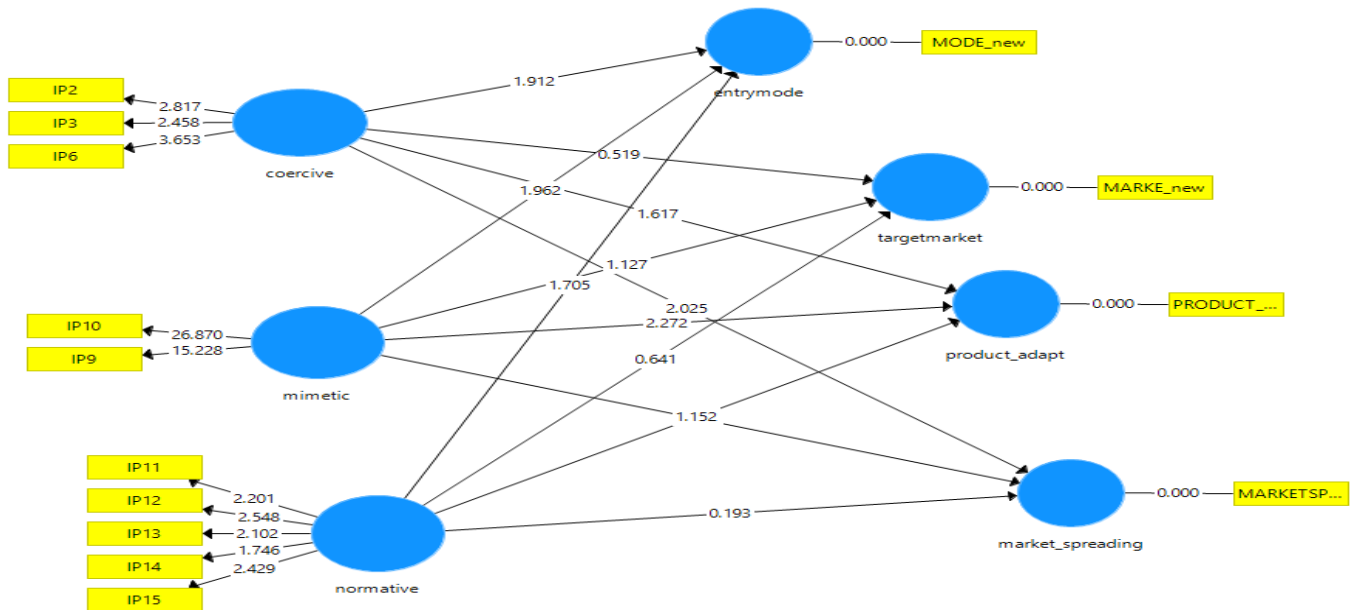 MODE_new
0.000
entrymode
1.912
IP2
2.817
IP3
2.458
IP6
3.653
coercive
0.519
MARKE_new
0.000
targetmarket
1.962
1.617
1.127
1.705
PRODUCT_...
0.000
product_adapt
2.025
2.272
IP10
26.870
IP9
15.228
mimetic
0.641
1.152
IP11
2.201
IP12
2.548
IP13
2.102
IP14
1.746
IP15
2.429
normative
0.193
MARKETSP...
0.000
market_spreading